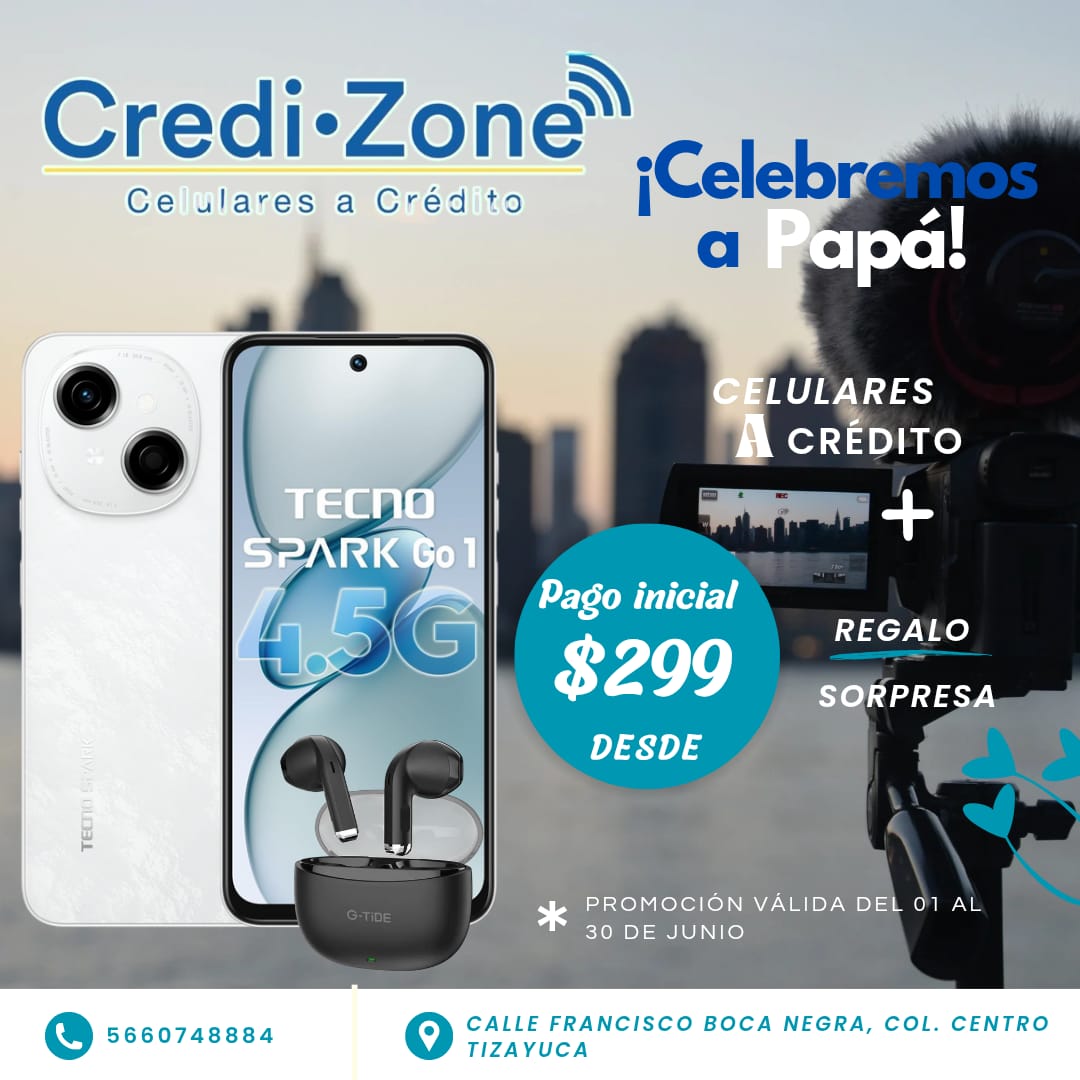 Credi•Zone
Celulares a Crédito
¡Celebremos
a Papá!
CELULARES
A CRÉDITO
+
REGALO
SORPRESA
TECNO
SPARK Go 1
4.5G
Pago inicial
$299
DESDE
TECNO SPARK
G-TiDE
REC
* PROMOCIÓN VÁLIDA DEL 01 AL
30 DE JUNIO
5660748884
CALLE FRANCISCO BOCA NEGRA, COL. CENTRO
TIZAYUCA